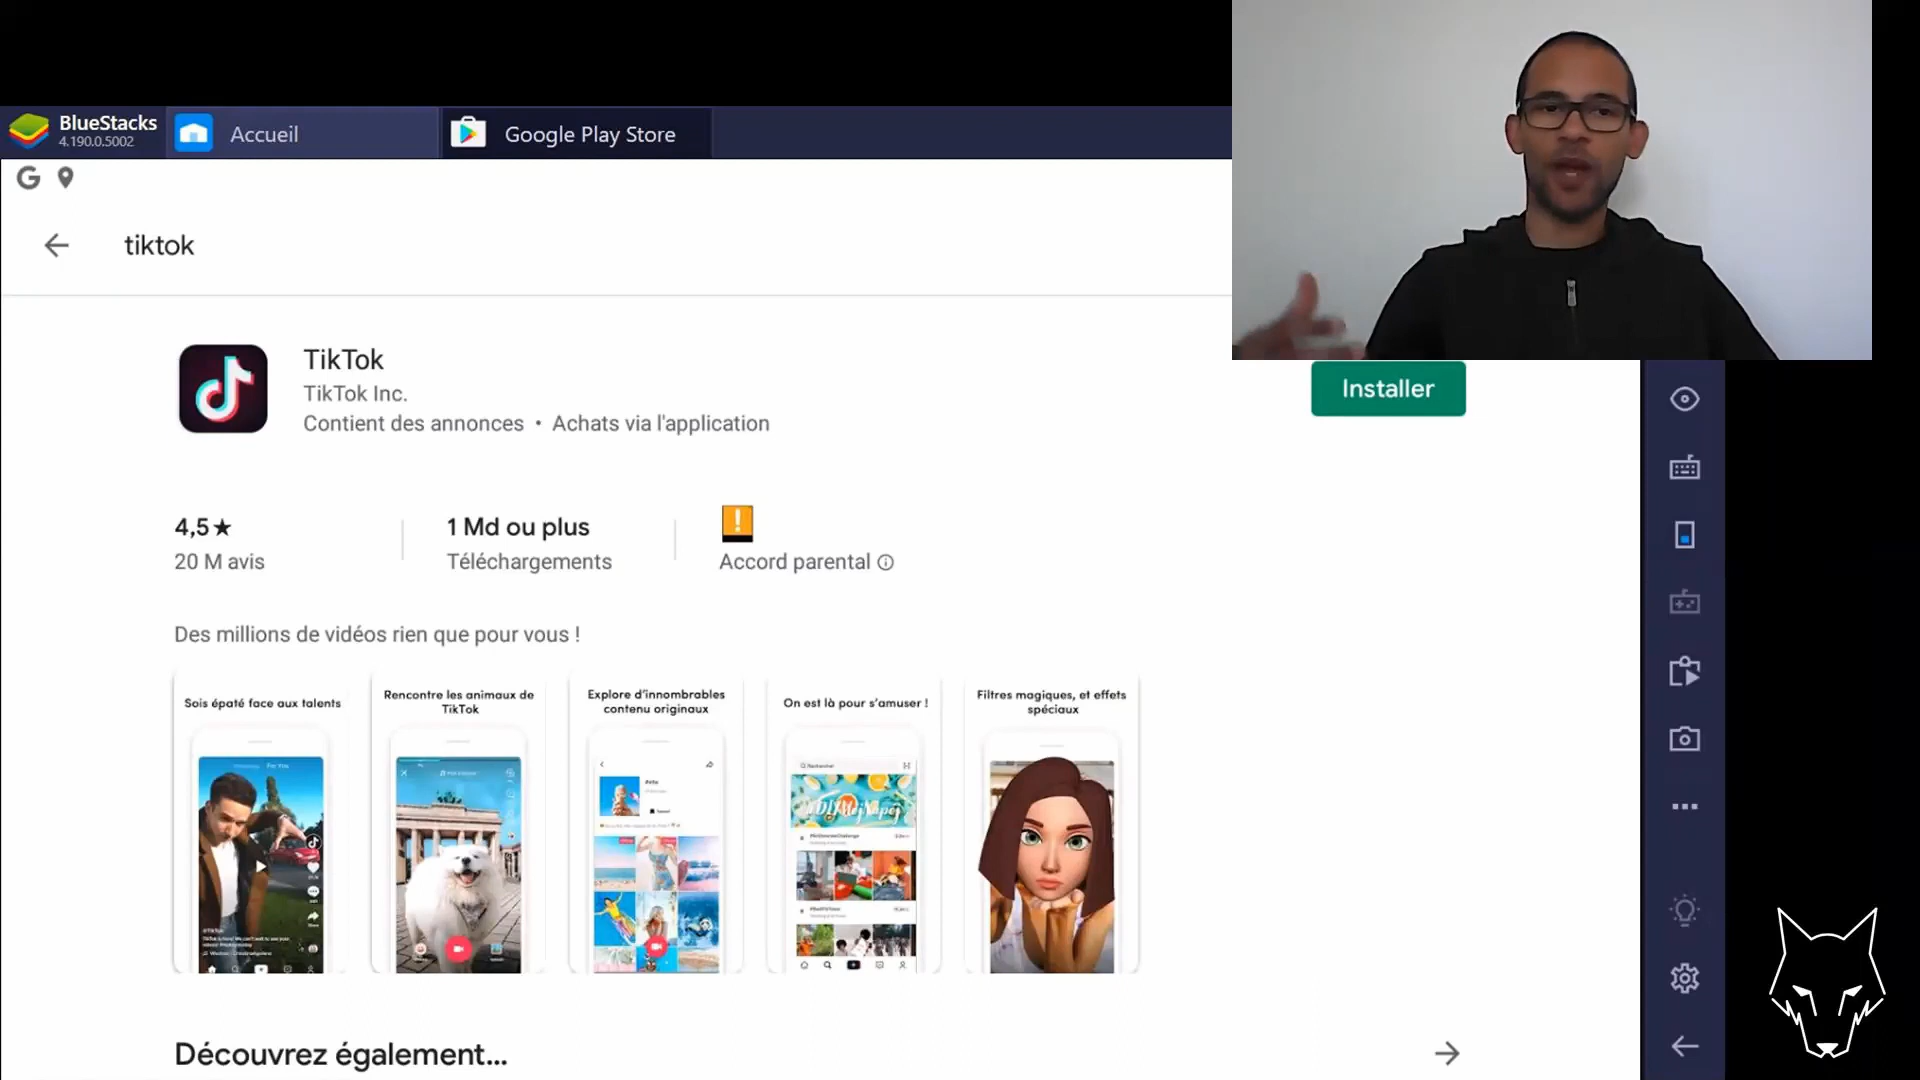 BlueStacks
4.190.0.5002
Accueil
Google Play Store
tiktok
TikTok
TikTok Inc.
Contient des annonces • Achats via l'application
Installer
4,5★
20 M avis
1 Md ou plus
Téléchargements
Accord parental
Des millions de vidéos rien que pour vous !
Sois épaté face aux talents
Rencontre les animaux de
TikTok
Explore d'innombrables
contenu originaux
On est là pour s'amuser !
Filtres magiques, et effets
spéciaux
Découvrez également...